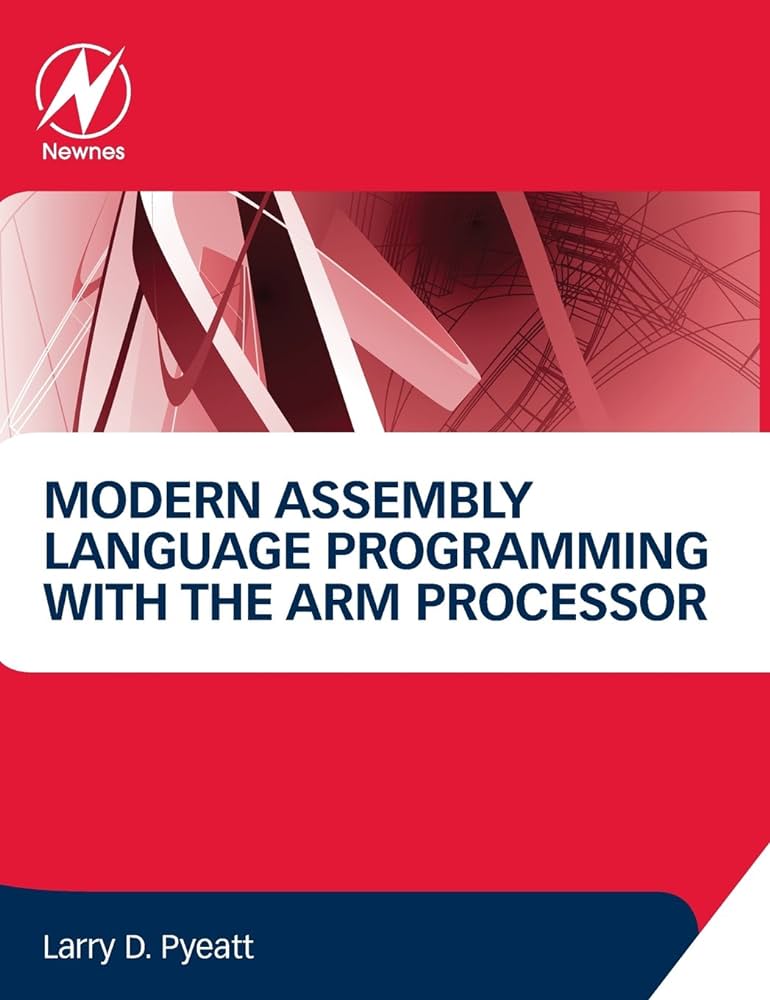 Newnes
MODERN ASSEMBLY
LANGUAGE PROGRAMMING
WITH THE ARM PROCESSOR
Larry D. Pyeatt